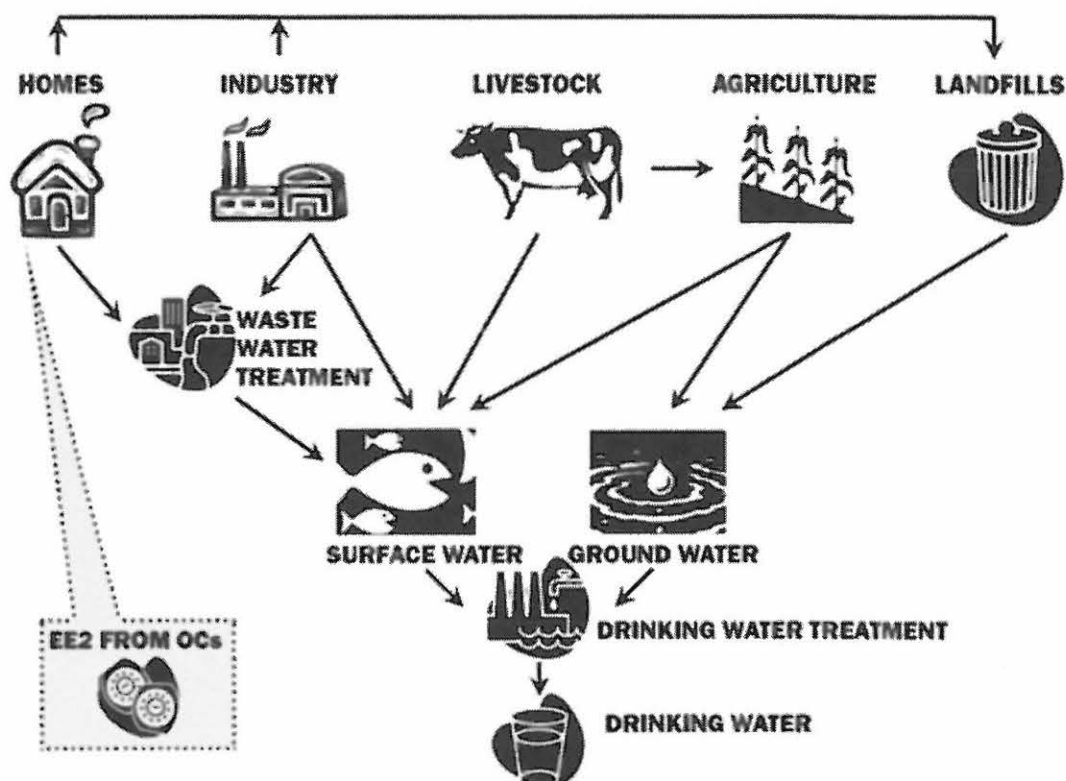 HOMES
INDUSTRY
LIVESTOCK
AGRICULTURE
LANDFILLS
WASTE
WATER
TREATMENT
SURFACE WATER
GROUND WATER
EE2 FROM OCs
DRINKING WATER TREATMENT
DRINKING WATER